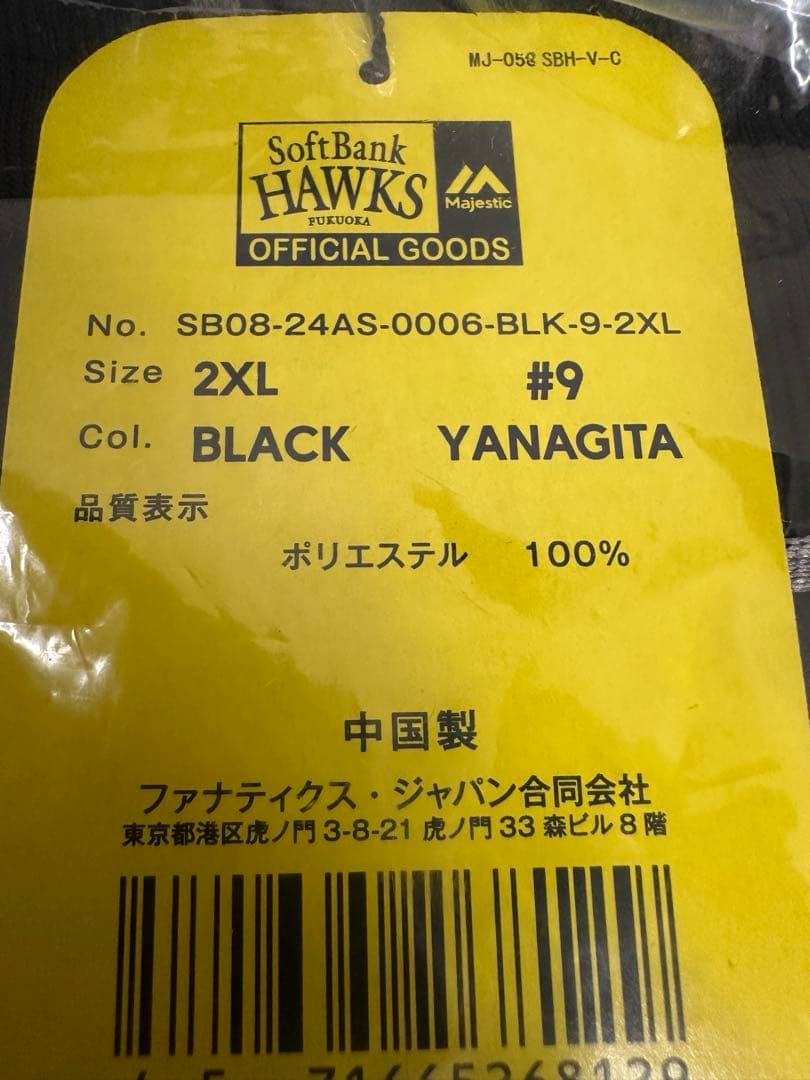 MJ-058 SBH-V-C
SoftBank
HAWKS
FUKUOKA
Majestic
OFFICIAL GOODS
No. SB08-24AS-0006-BLK-9-2XL
Size 2XL #9
Col. BLACK YANAGITA
品質表示
ポリエステル 100%
中国製
ファナティクス・ジャパン合同会社
東京都港区虎ノ門3-8-21 虎ノ門33森ビル8階